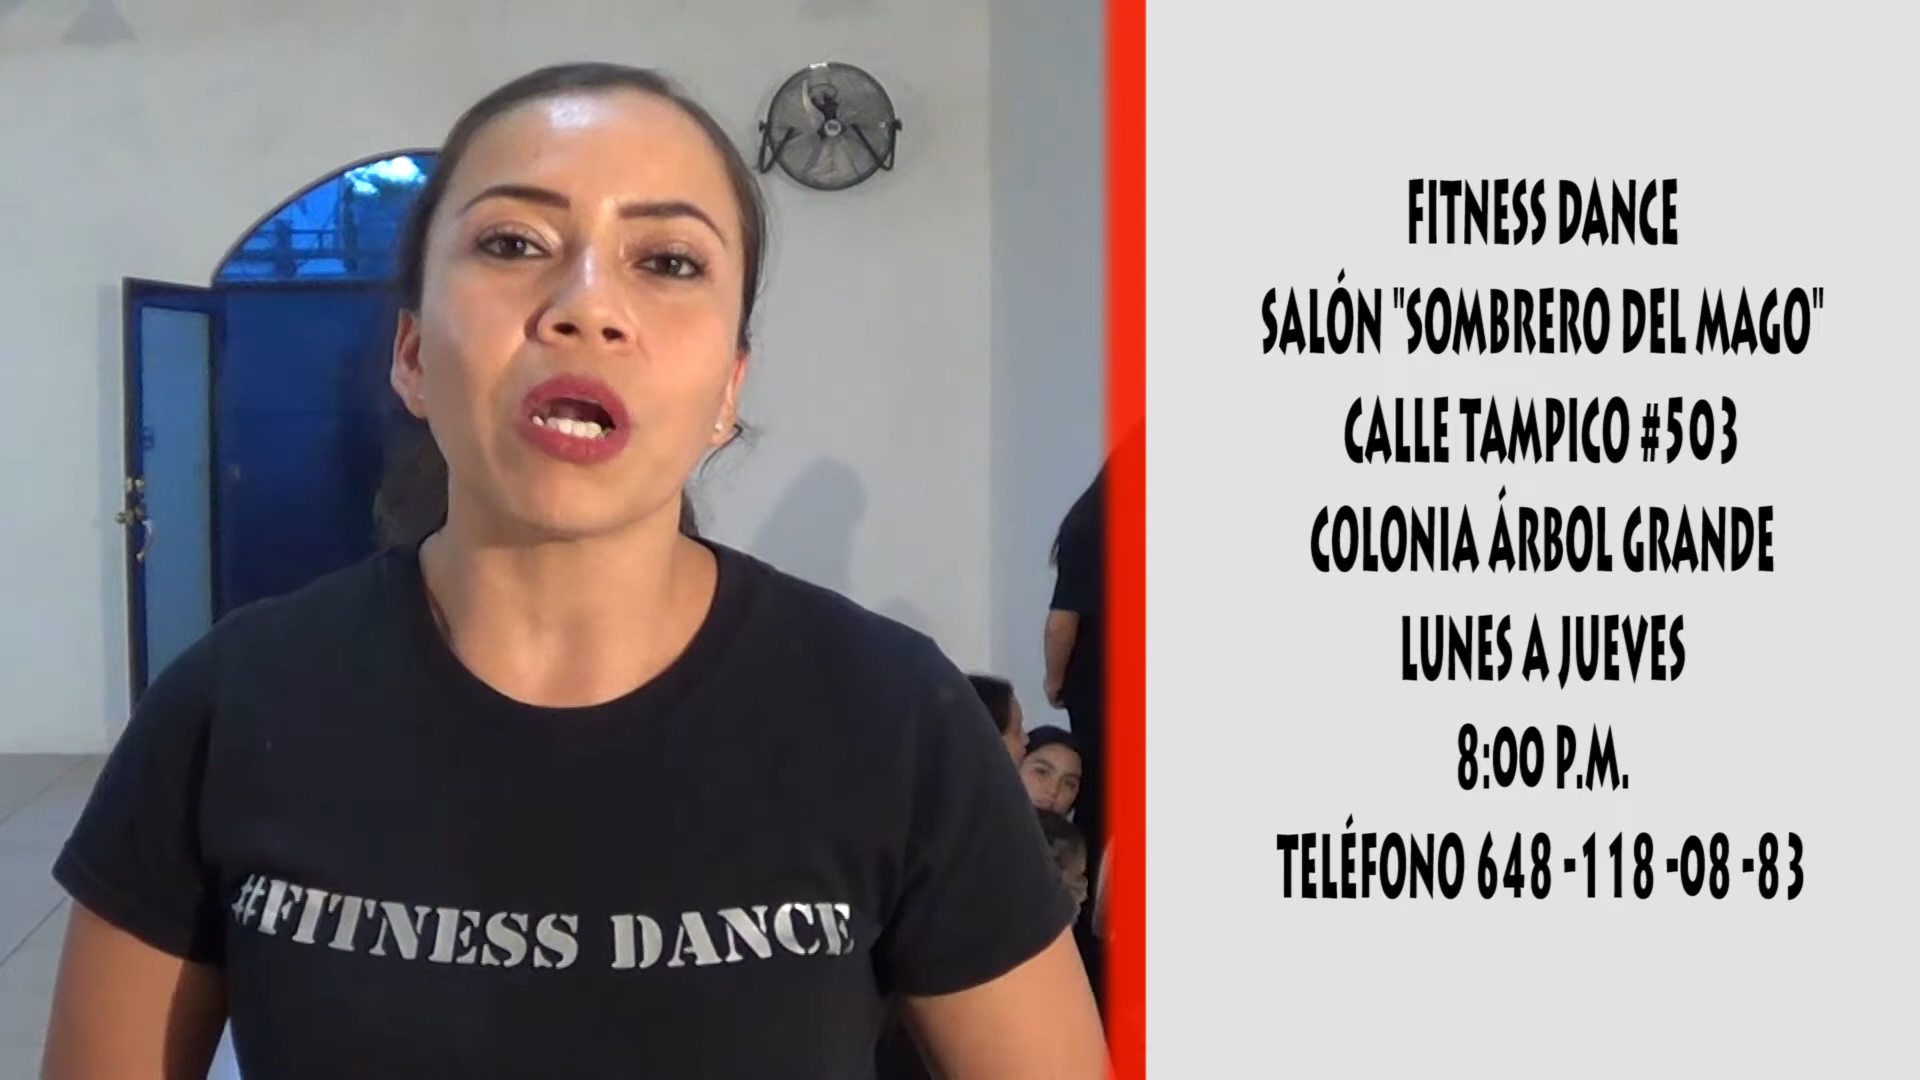 FITNESS DANCE
SALÓN "SOMBRERO DEL MAGO"
CALLE TAMPICO #503
COLONIA ÁRBOL GRANDE
LUNES A JUEVES
8:00 P.M.
TELÉFONO 648-118-08-83
#FITNESS DANCE